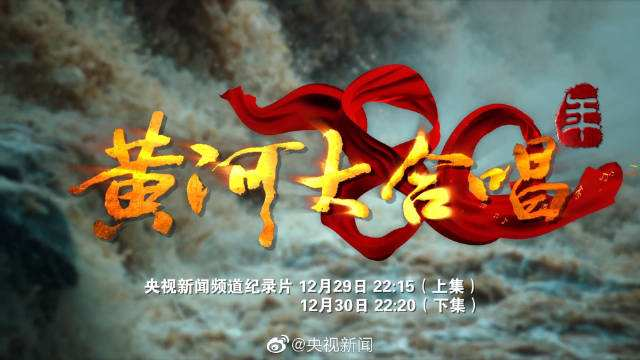 黄河大合唱
80
年
央视新闻频道纪录片 12月29日 22:15（上集）
12月30日 22:20（下集）
@央视新闻